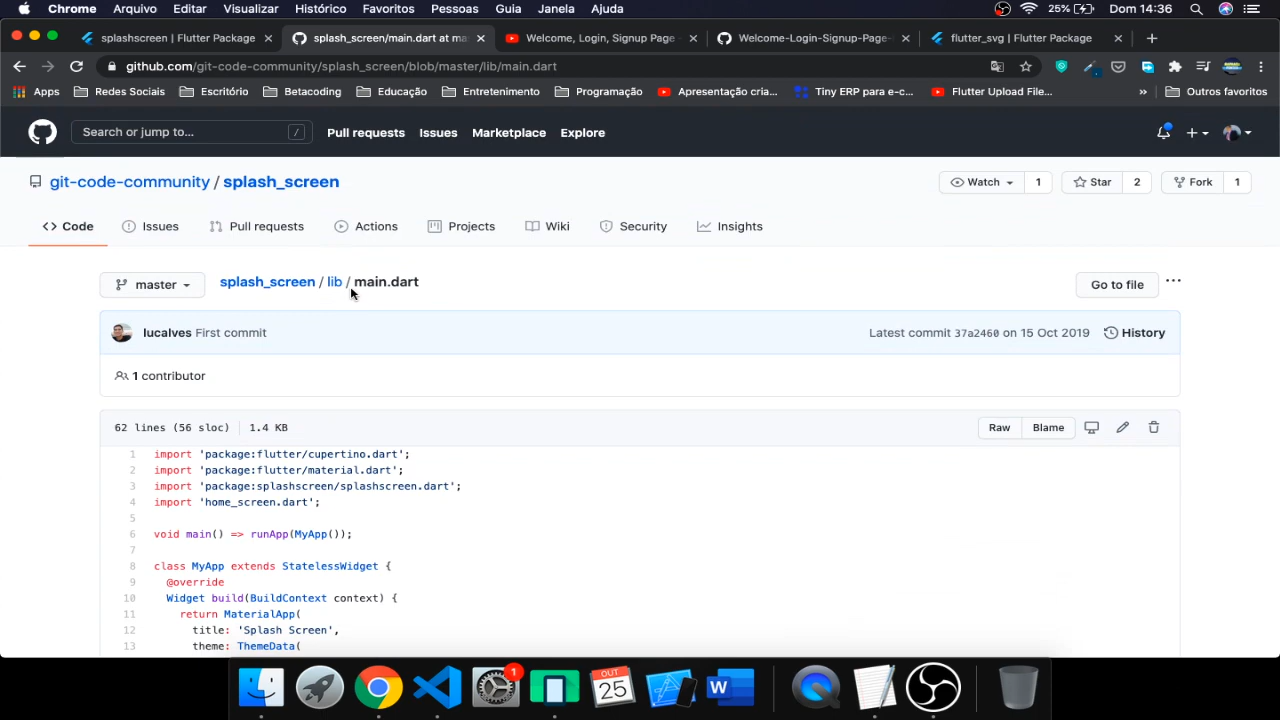 Chrome Arquivo Editar Visualizar Histórico Favoritos Pessoas Guia Janela Ajuda 25% Dom 14:36
splashscreen | Flutter Package splash_screen/main.dart at ma Welcome, Login, Signup Page - Welcome-Login-Signup-Page- flutter_svg | Flutter Package
github.com/git-code-community/splash_screen/blob/master/lib/main.dart
Apps Redes Sociais Escritório Betacoding Educação Entretenimento Programação Apresentação cria... Tiny ERP para e-c... Flutter Upload File... » Outros favoritos
Search or jump to... / Pull requests Issues Marketplace Explore
git-code-community / splash_screen Watch 1 Star 2 Fork 1
Code Issues Pull requests Actions Projects Wiki Security Insights
master splash_screen / lib / main.dart Go to file ...
lucalves First commit Latest commit 37a2460 on 15 Oct 2019 History
1 contributor
62 lines (56 sloc) 1.4 KB Raw Blame
1 import 'package:flutter/cupertino.dart';
2 import 'package:flutter/material.dart';
3 import 'package:splashscreen/splashscreen.dart';
4 import 'home_screen.dart';
5
6 void main() => runApp(MyApp());
7
8 class MyApp extends StatelessWidget {
9 @override
10 Widget build(BuildContext context) {
11 return MaterialApp(
12 title: 'Splash Screen',
13 theme: ThemeData(
1 OUT 25 W